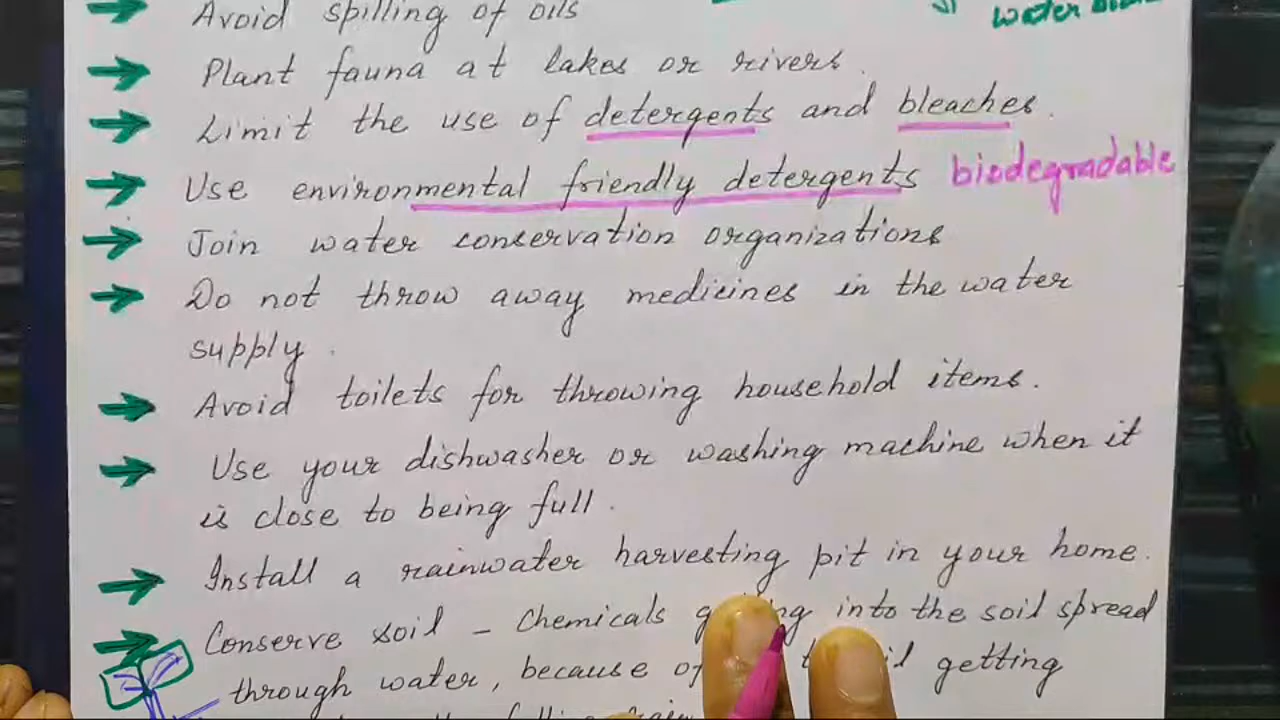 → Avoid spilling of oils
water
→ Plant fauna at lakes or rivers.
→ Limit the use of detergents and bleaches.
→ Use environmental friendly detergents biodegradable
→ Join water conservation organizations
→ Do not throw away medicines in the water
supply.
→ Avoid toilets for throwing household items.
→ Use your dishwasher or washing machine when it
is close to being full.
→ Install a rainwater harvesting pit in your home.
→ Conserve soil - Chemicals into the soil spread
through water, because of getting